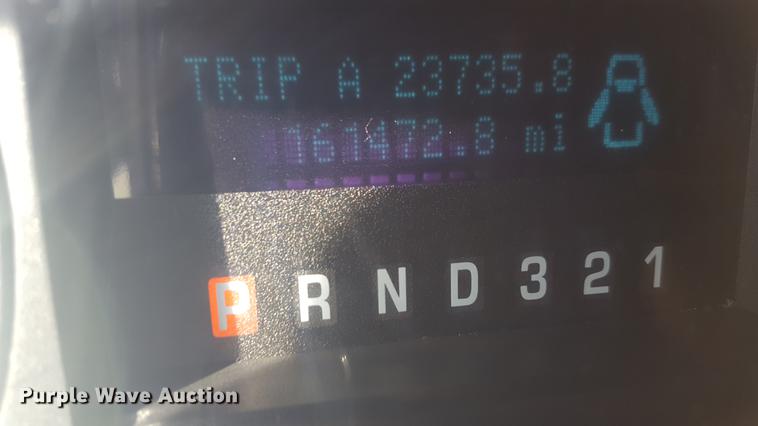 TRIP A 23735.8
161472.8 mi
P R N D 3 2 1
Purple Wave Auction